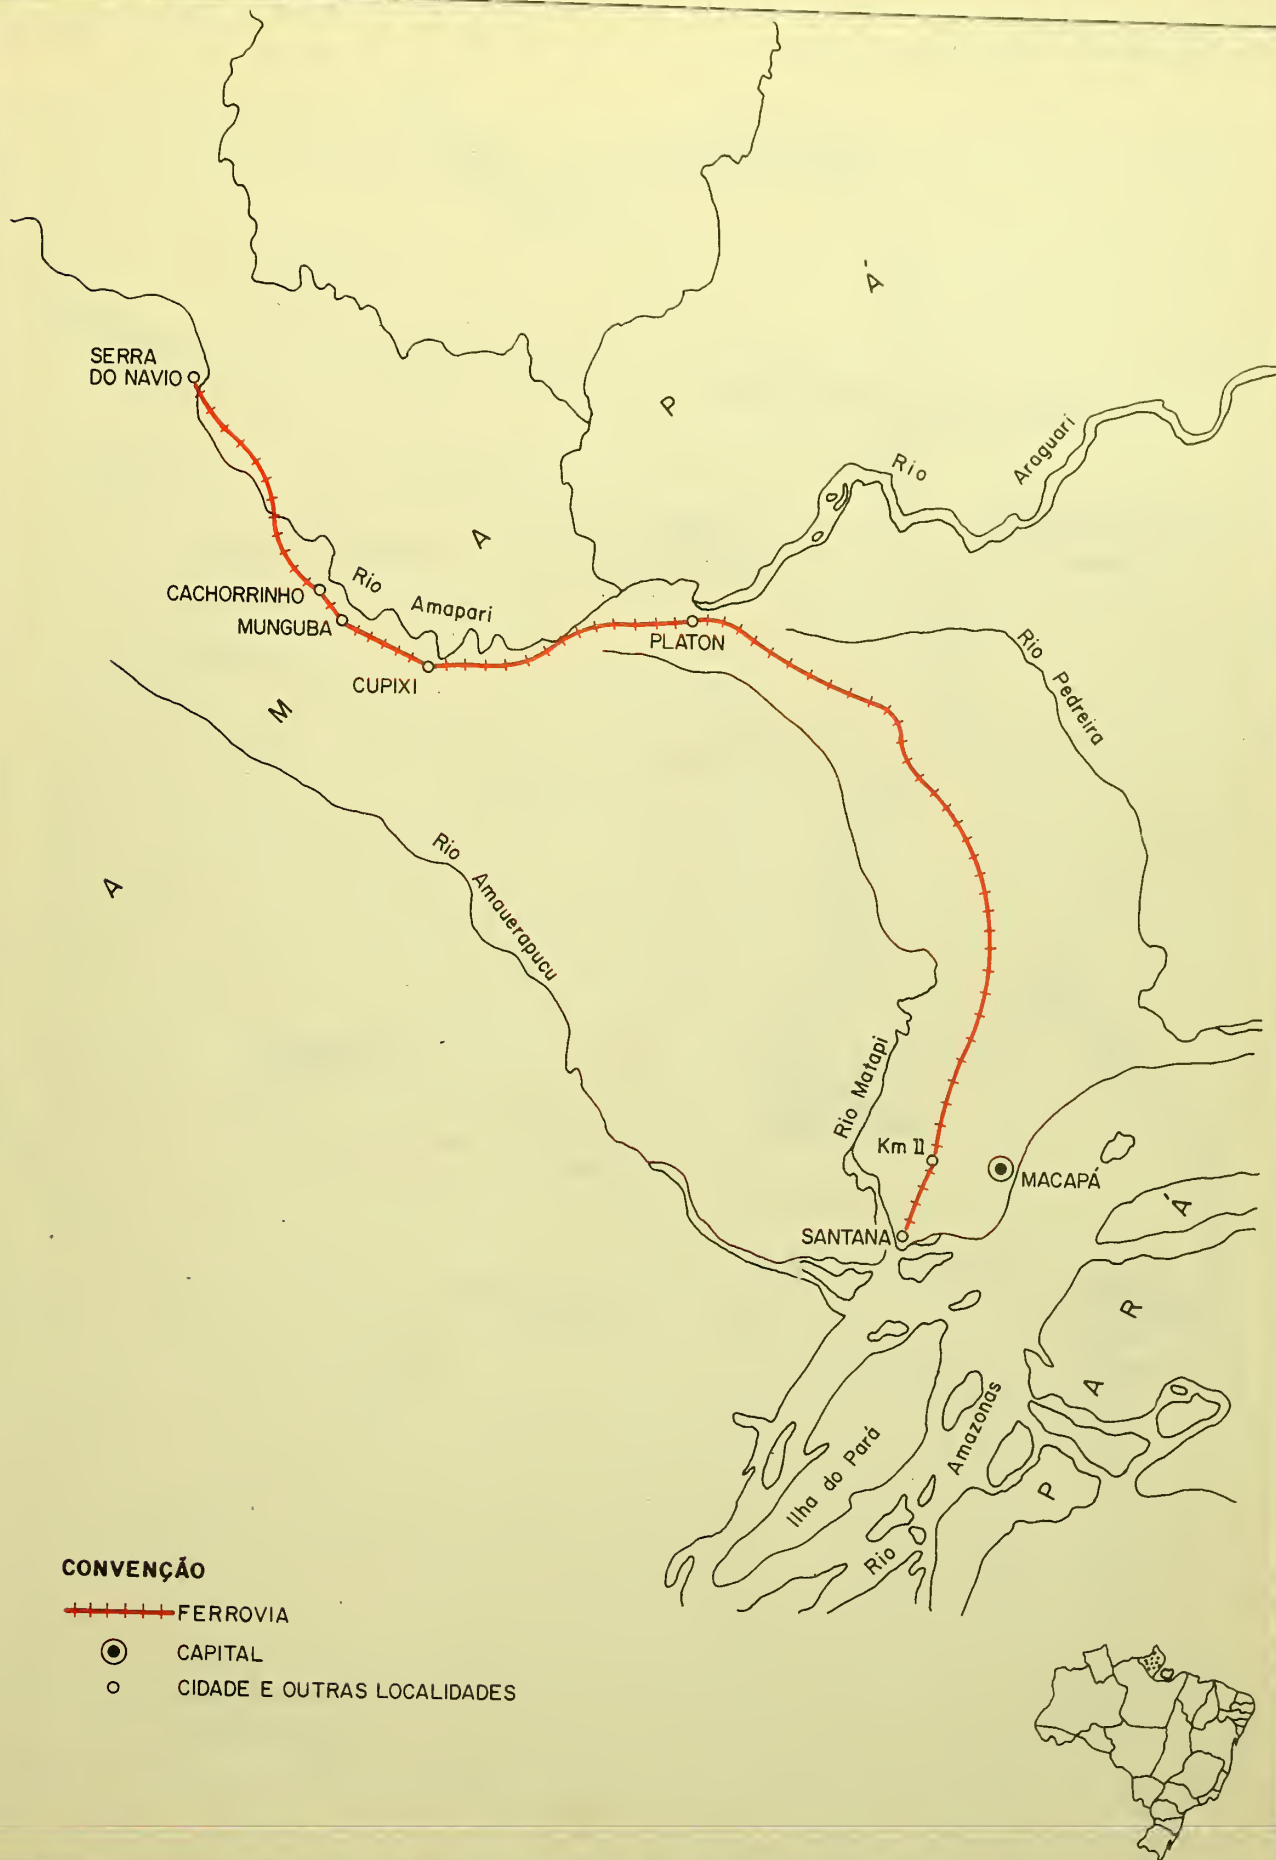 Á
SERRA
DO NAVIO
P
Rio Araguari
A
CACHORRINHO
Rio Amapari
MUNGUBA
PLATON
CUPIXI
Rio Pedreira
M
Rio Amauerapucu
A
Rio Matapi
Km 11
MACAPÁ
SANTANA
Á
R
A
P
Ilha do Pará
Rio Amazonas
CONVENÇÃO
FERROVIA
CAPITAL
CIDADE E OUTRAS LOCALIDADES